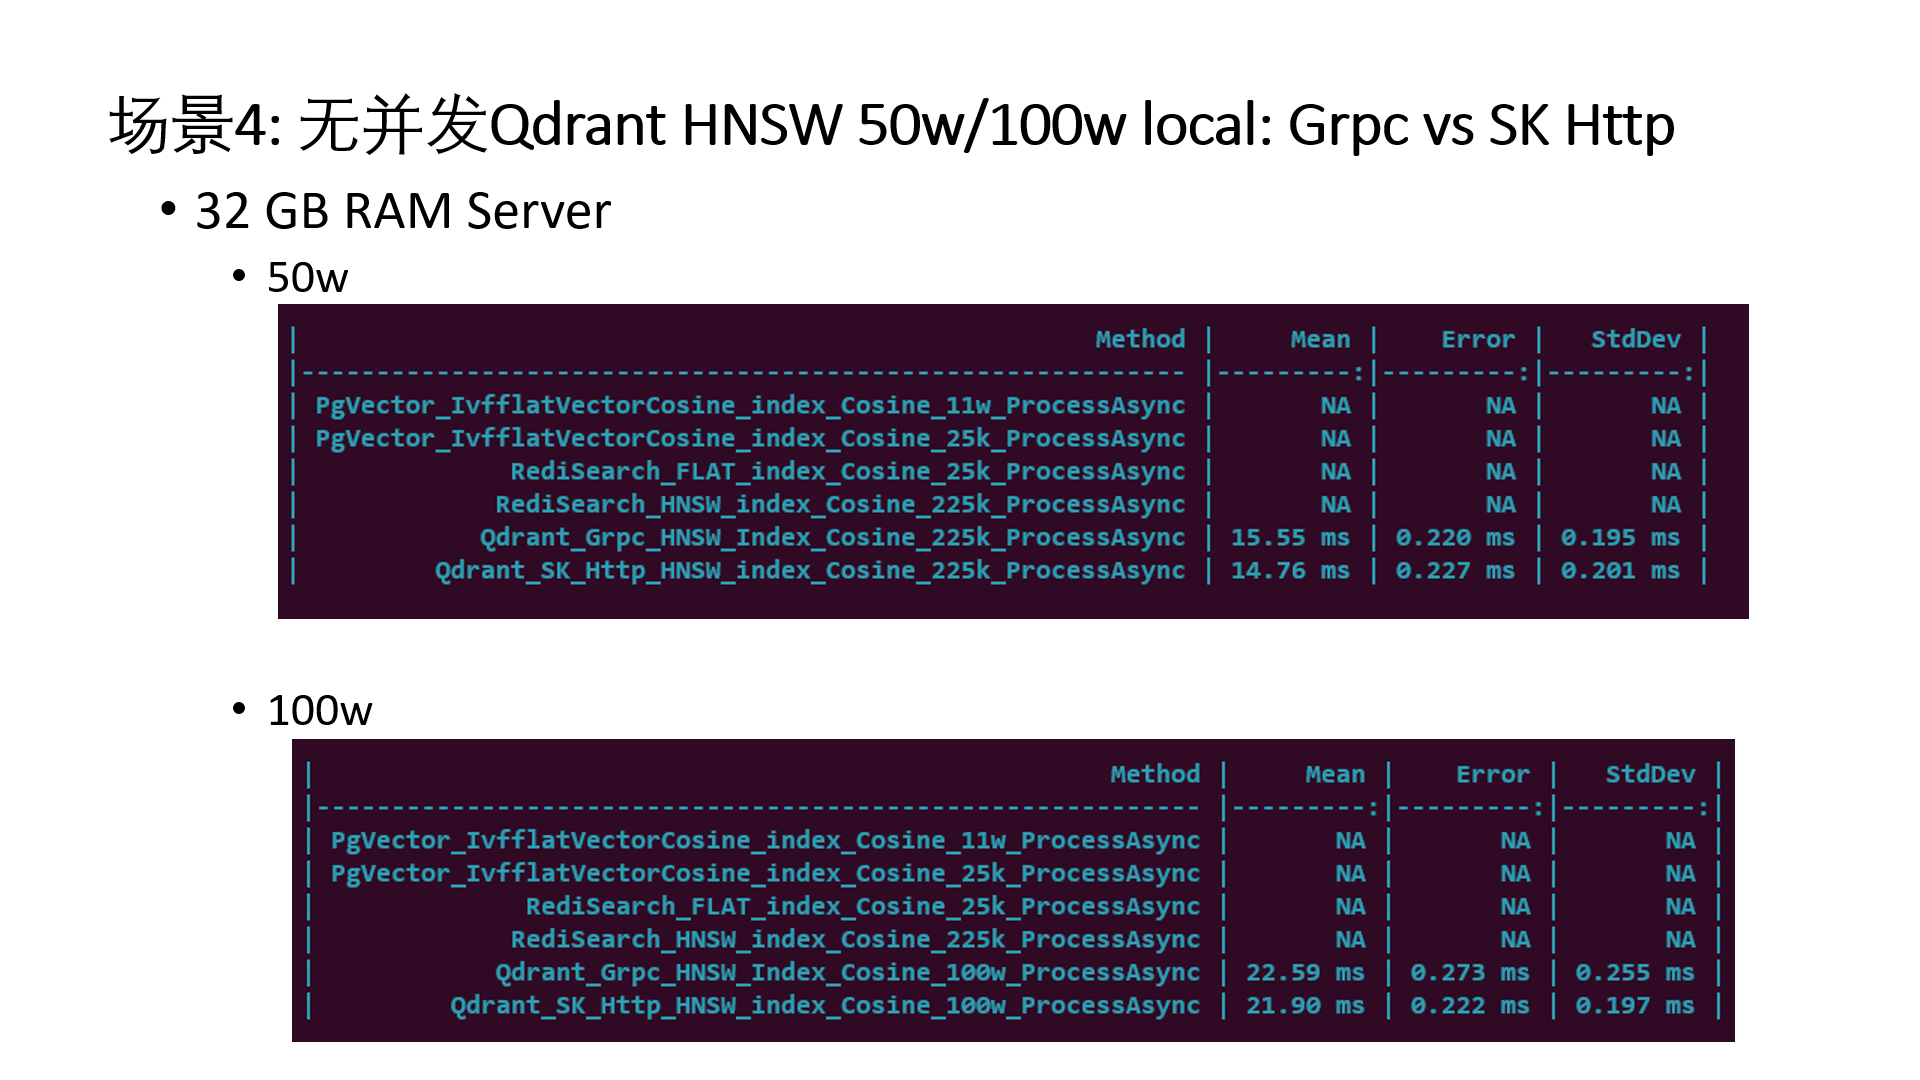 场景4: 无并发Qdrant HNSW 50w/100w local: Grpc vs SK Http
• 32 GB RAM Server
• 50w
| Method | Mean | Error | StdDev |
|----------------------------------------------------------- |---------:|---------:|---------:|
| PgVector_IvfflatVectorCosine_index_Cosine_11w_ProcessAsync | NA | NA | NA |
| PgVector_IvfflatVectorCosine_index_Cosine_25k_ProcessAsync | NA | NA | NA |
| RediSearch_FLAT_index_Cosine_25k_ProcessAsync | NA | NA | NA |
| RediSearch_HNSW_index_Cosine_225k_ProcessAsync | NA | NA | NA |
| Qdrant_Grpc_HNSW_Index_Cosine_225k_ProcessAsync | 15.55 ms | 0.220 ms | 0.195 ms |
| Qdrant_SK_Http_HNSW_index_Cosine_225k_ProcessAsync | 14.76 ms | 0.227 ms | 0.201 ms |
• 100w
| Method | Mean | Error | StdDev |
|----------------------------------------------------------- |---------:|---------:|---------:|
| PgVector_IvfflatVectorCosine_index_Cosine_11w_ProcessAsync | NA | NA | NA |
| PgVector_IvfflatVectorCosine_index_Cosine_25k_ProcessAsync | NA | NA | NA |
| RediSearch_FLAT_index_Cosine_25k_ProcessAsync | NA | NA | NA |
| RediSearch_HNSW_index_Cosine_225k_ProcessAsync | NA | NA | NA |
| Qdrant_Grpc_HNSW_Index_Cosine_100w_ProcessAsync | 22.59 ms | 0.273 ms | 0.255 ms |
| Qdrant_SK_Http_HNSW_index_Cosine_100w_ProcessAsync | 21.90 ms | 0.222 ms | 0.197 ms |